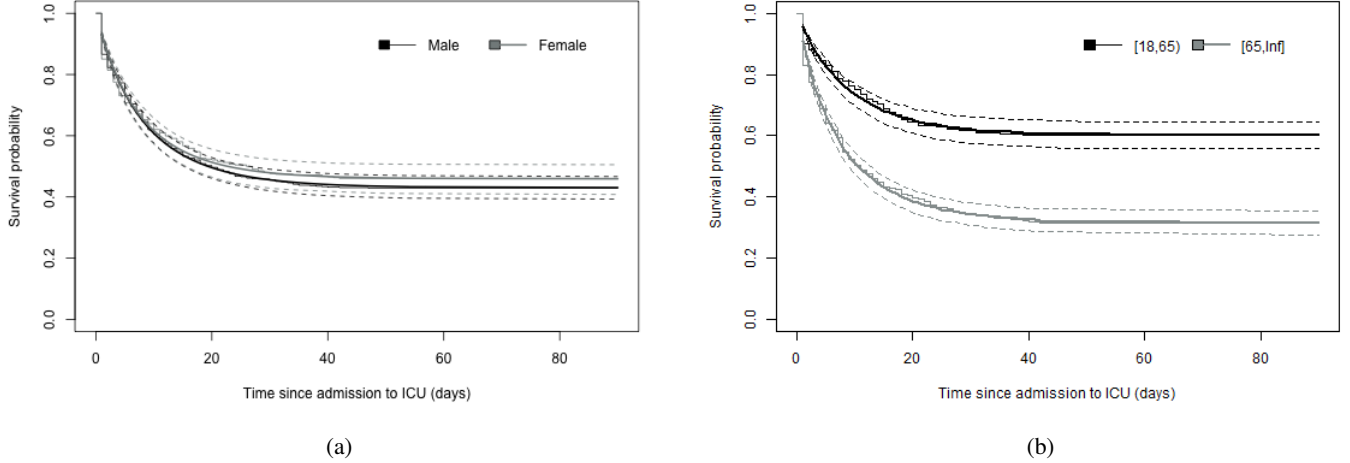 Male Female
Survival probability
0.0 0.2 0.4 0.6 0.8 1.0
0 20 40 60 80
Time since admission to ICU (days)
(a)
[18,65) [65,Inf]
Survival probability
0.0 0.2 0.4 0.6 0.8 1.0
0 20 40 60 80
Time since admission to ICU (days)
(b)